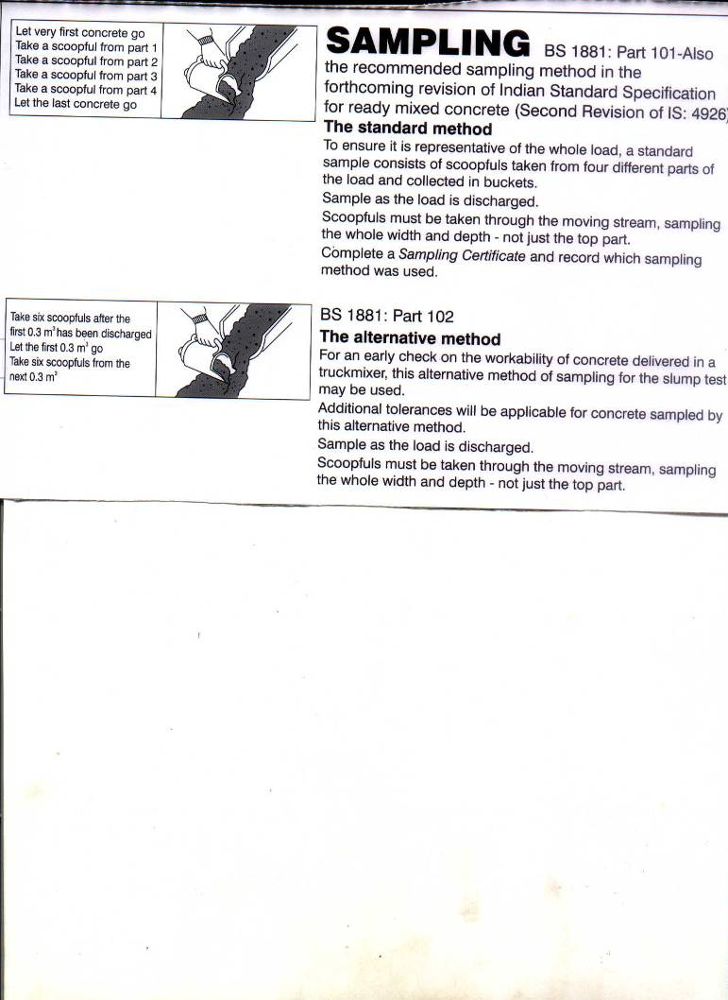 Let very first concrete go
Take a scoopful from part 1
Take a scoopful from part 2
Take a scoopful from part 3
Take a scoopful from part 4
Let the last concrete go
SAMPLING BS 1881: Part 101-Also
the recommended sampling method in the
forthcoming revision of Indian Standard Specification
for ready mixed concrete (Second Revision of IS: 4926)
The standard method
To ensure it is representative of the whole load, a standard
sample consists of scoopfuls taken from four different parts of
the load and collected in buckets.
Sample as the load is discharged.
Scoopfuls must be taken through the moving stream, sampling
the whole width and depth - not just the top part.
Complete a Sampling Certificate and record which sampling
method was used.
Take six scoopfuls after the
first 0.3 m³ has been discharged
Let the first 0.3 m³ go
Take six scoopfuls from the
next 0.3 m³
BS 1881: Part 102
The alternative method
For an early check on the workability of concrete delivered in a
truckmixer, this alternative method of sampling for the slump test
may be used.
Additional tolerances will be applicable for concrete sampled by
this alternative method.
Sample as the load is discharged.
Scoopfuls must be taken through the moving stream, sampling
the whole width and depth - not just the top part.